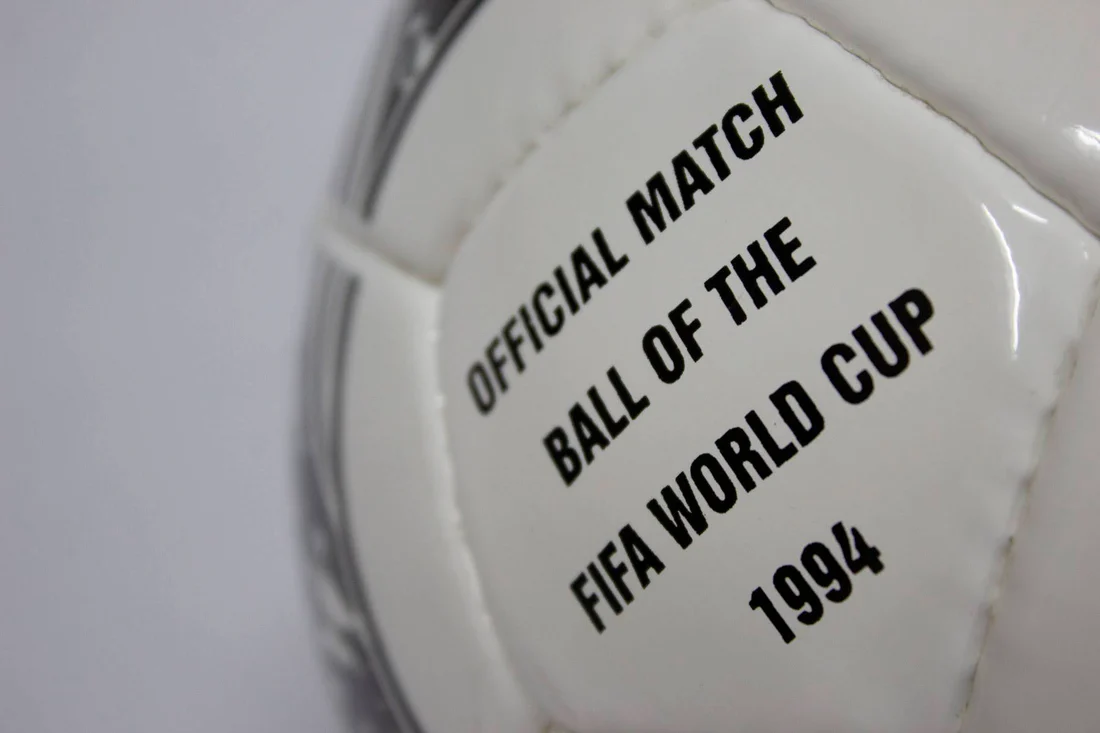 OFFICIAL MATCH
BALL OF THE
FIFA WORLD CUP
1994